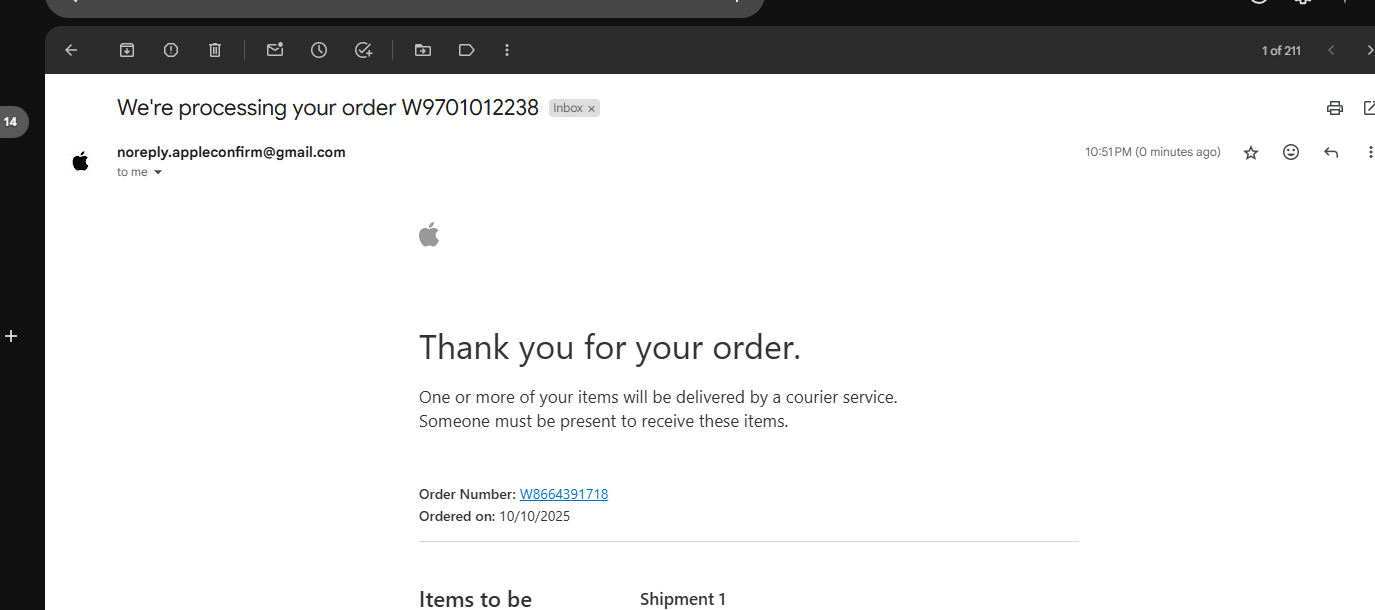 1 of 211
We're processing your order W9701012238
Inbox ×
14
noreply.appleconfirm@gmail.com
10:51 PM (0 minutes ago)
to me
Thank you for your order.
One or more of your items will be delivered by a courier service.
Someone must be present to receive these items.
Order Number: W8664391718
Ordered on: 10/10/2025
Items to be
Shipment 1